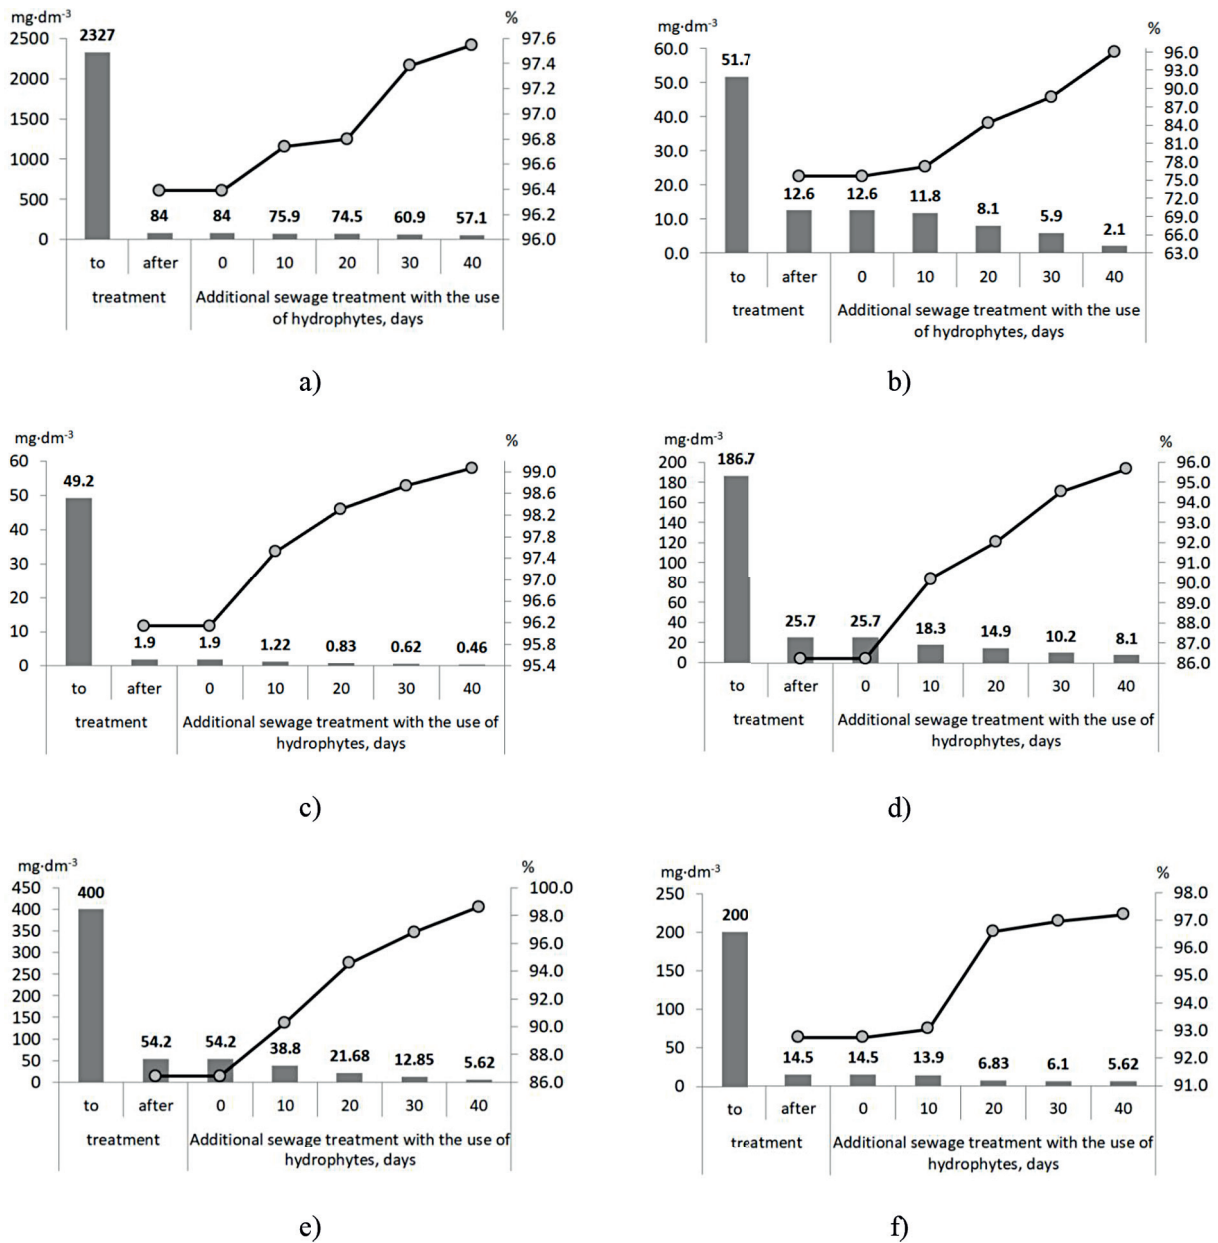 mg·dm-3 %
2500 2327 97.6
2000 97.4
97.2
1500 97.0
1000 96.8
96.6
500 84 84 75.9 74.5 60.9 57.1 96.4
96.2
0 96.0
to after 0 10 20 30 40
treatment Additional sewage treatment with the use
of hydrophytes, days
a)
mg·dm-3 %
60.0 51.7 96.0
50.0 93.0
90.0
40.0 87.0
84.0
30.0 81.0
78.0
20.0 12.6 12.6 11.8 8.1 5.9 2.1 75.0
72.0
10.0 69.0
66.0
0.0 63.0
to after 0 10 20 30 40
treatment Additional sewage treatment with the use
of hydrophytes, days
b)
mg·dm-3 %
60 49.2 99.0
50 98.6
98.2
40 97.8
30 97.4
97.0
20 96.6
10 1.9 1.9 1.22 0.83 0.62 0.46 96.2
95.8
0 95.4
to after 0 10 20 30 40
treatment Additional sewage treatment with the use of
hydrophytes, days
c)
mg·dm-3 %
200 186.7 96.0
180 95.0
160 94.0
140 93.0
120 92.0
100 91.0
80 90.0
60 89.0
40 25.7 25.7 18.3 14.9 10.2 8.1 88.0
20 87.0
0 86.0
to after 0 10 20 30 40
treatment Additional sewage treatment with the use of
hydrophytes, days
d)
mg·dm-3 %
450 400 100.0
400 98.0
350 96.0
300
250 94.0
200 92.0
150 90.0
100 54.2 54.2 38.8 21.68 12.85 5.62 88.0
50
0 86.0
to after 0 10 20 30 40
treatment Additional sewage treatment with the use of
hydrophytes, days
e)
mg·dm-3 %
250 200 98.0
200 97.0
96.0
150 95.0
100 94.0
93.0
50 14.5 14.5 13.9 6.83 6.1 5.62 92.0
0 91.0
to after 0 10 20 30 40
treatment Additional sewage treatment with the use of
hydrophytes, days
f)